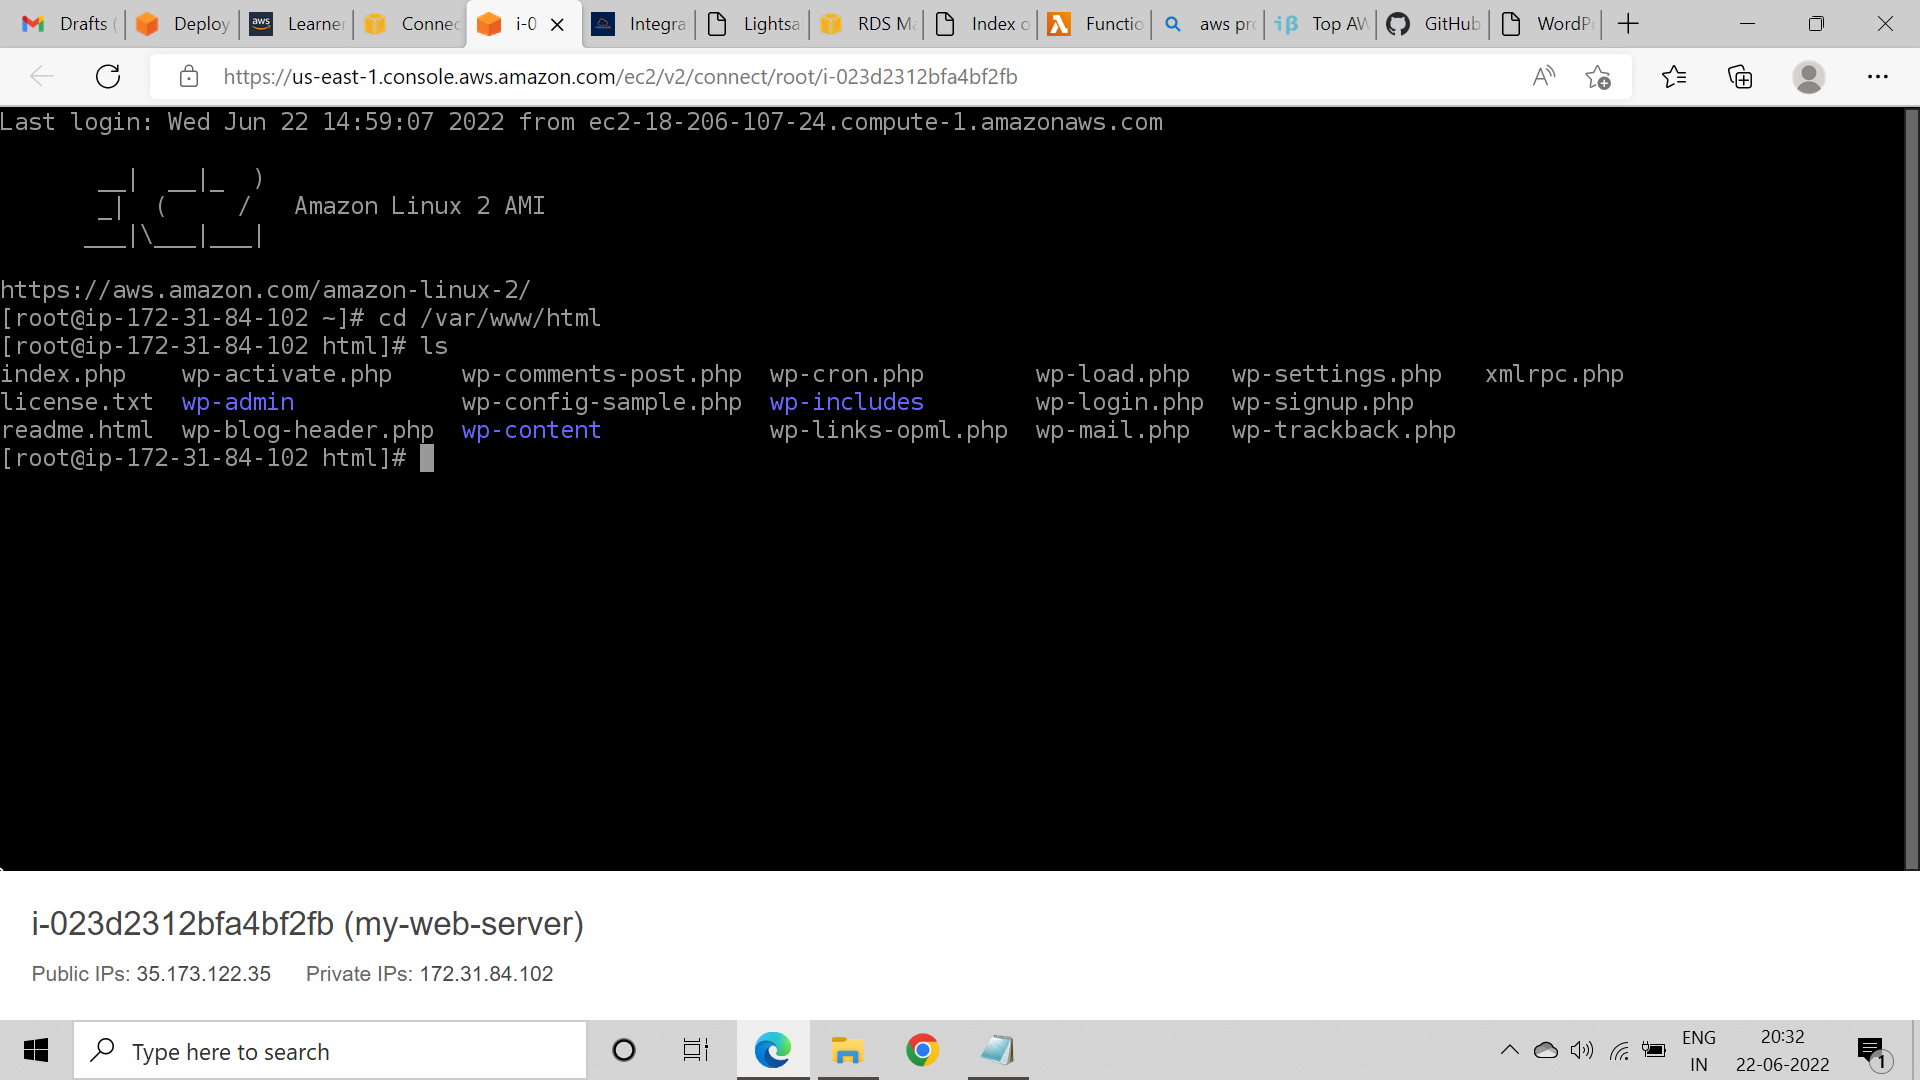 Drafts (
Deploy
Learner
Connec
i-0
Integra
Lightsa
RDS Ma
Index o
Functio
aws pro
Top AW
GitHub
WordPr
https://us-east-1.console.aws.amazon.com/ec2/v2/connect/root/i-023d2312bfa4bf2fb
Last login: Wed Jun 22 14:59:07 2022 from ec2-18-206-107-24.compute-1.amazonaws.com
__|  __|_  )
_|  (     /   Amazon Linux 2 AMI
___|\___|___|
https://aws.amazon.com/amazon-linux-2/
[root@ip-172-31-84-102 ~]# cd /var/www/html
[root@ip-172-31-84-102 html]# ls
index.php    wp-activate.php     wp-comments-post.php  wp-cron.php        wp-load.php   wp-settings.php   xmlrpc.php
license.txt  wp-admin            wp-config-sample.php  wp-includes        wp-login.php  wp-signup.php
readme.html  wp-blog-header.php  wp-content            wp-links-opml.php  wp-mail.php   wp-trackback.php
[root@ip-172-31-84-102 html]#
i-023d2312bfa4bf2fb (my-web-server)
Public IPs: 35.173.122.35 Private IPs: 172.31.84.102
Type here to search
ENG
IN
20:32
22-06-2022
1